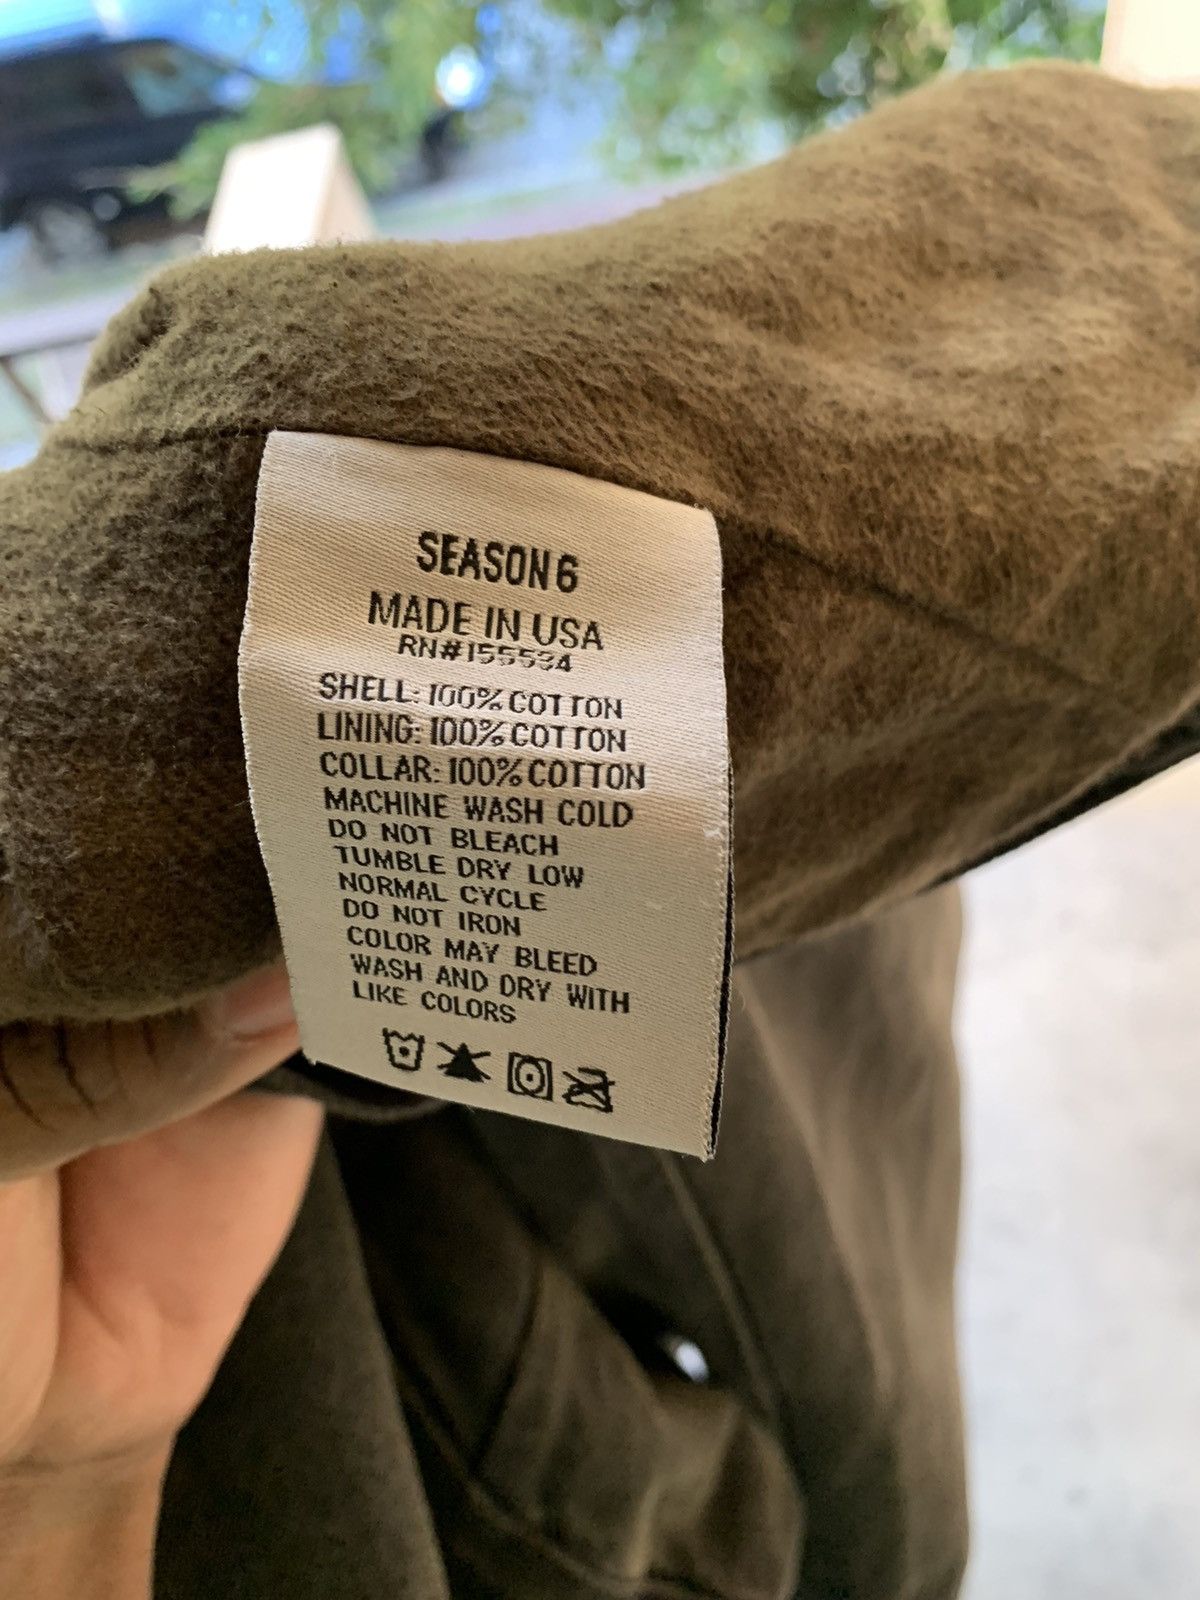 SEASON 6
MADE IN USA
RN#155534
SHELL: 100% COTTON
LINING: 100% COTTON
COLLAR: 100% COTTON
MACHINE WASH COLD
DO NOT BLEACH
TUMBLE DRY LOW
NORMAL CYCLE
DO NOT IRON
COLOR MAY BLEED
WASH AND DRY WITH
LIKE COLORS